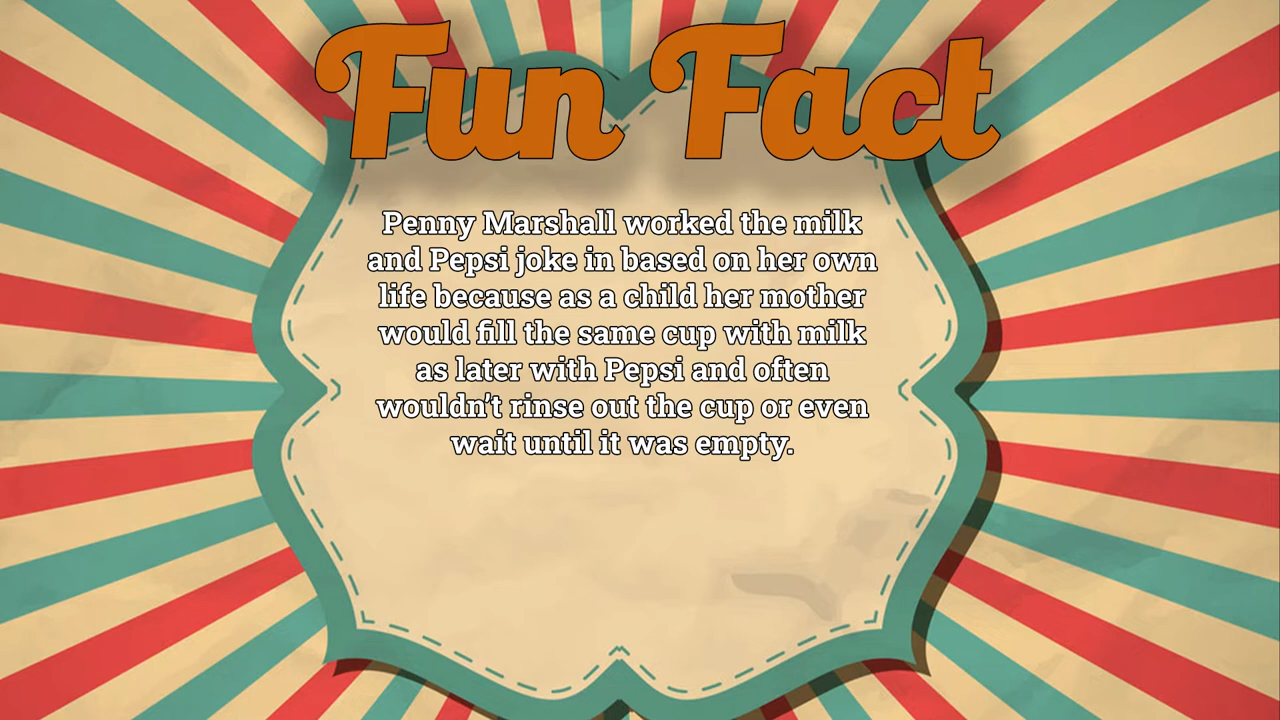 Fun Fact
Penny Marshall worked the milk
and Pepsi joke in based on her own
life because as a child her mother
would fill the same cup with milk
as later with Pepsi and often
wouldn't rinse out the cup or even
wait until it was empty.